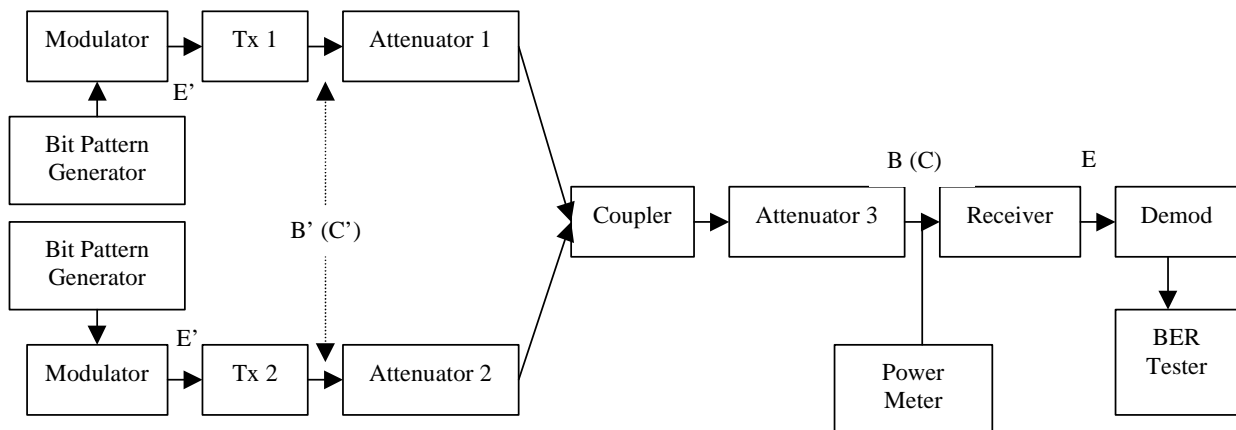 Modulator
Tx 1
Attenuator 1
E’
Bit Pattern
Generator
B (C)
E
Coupler
Attenuator 3
Receiver
Demod
B’ (C’)
Bit Pattern
Generator
E’
Modulator
Tx 2
Attenuator 2
Power
Meter
BER
Tester